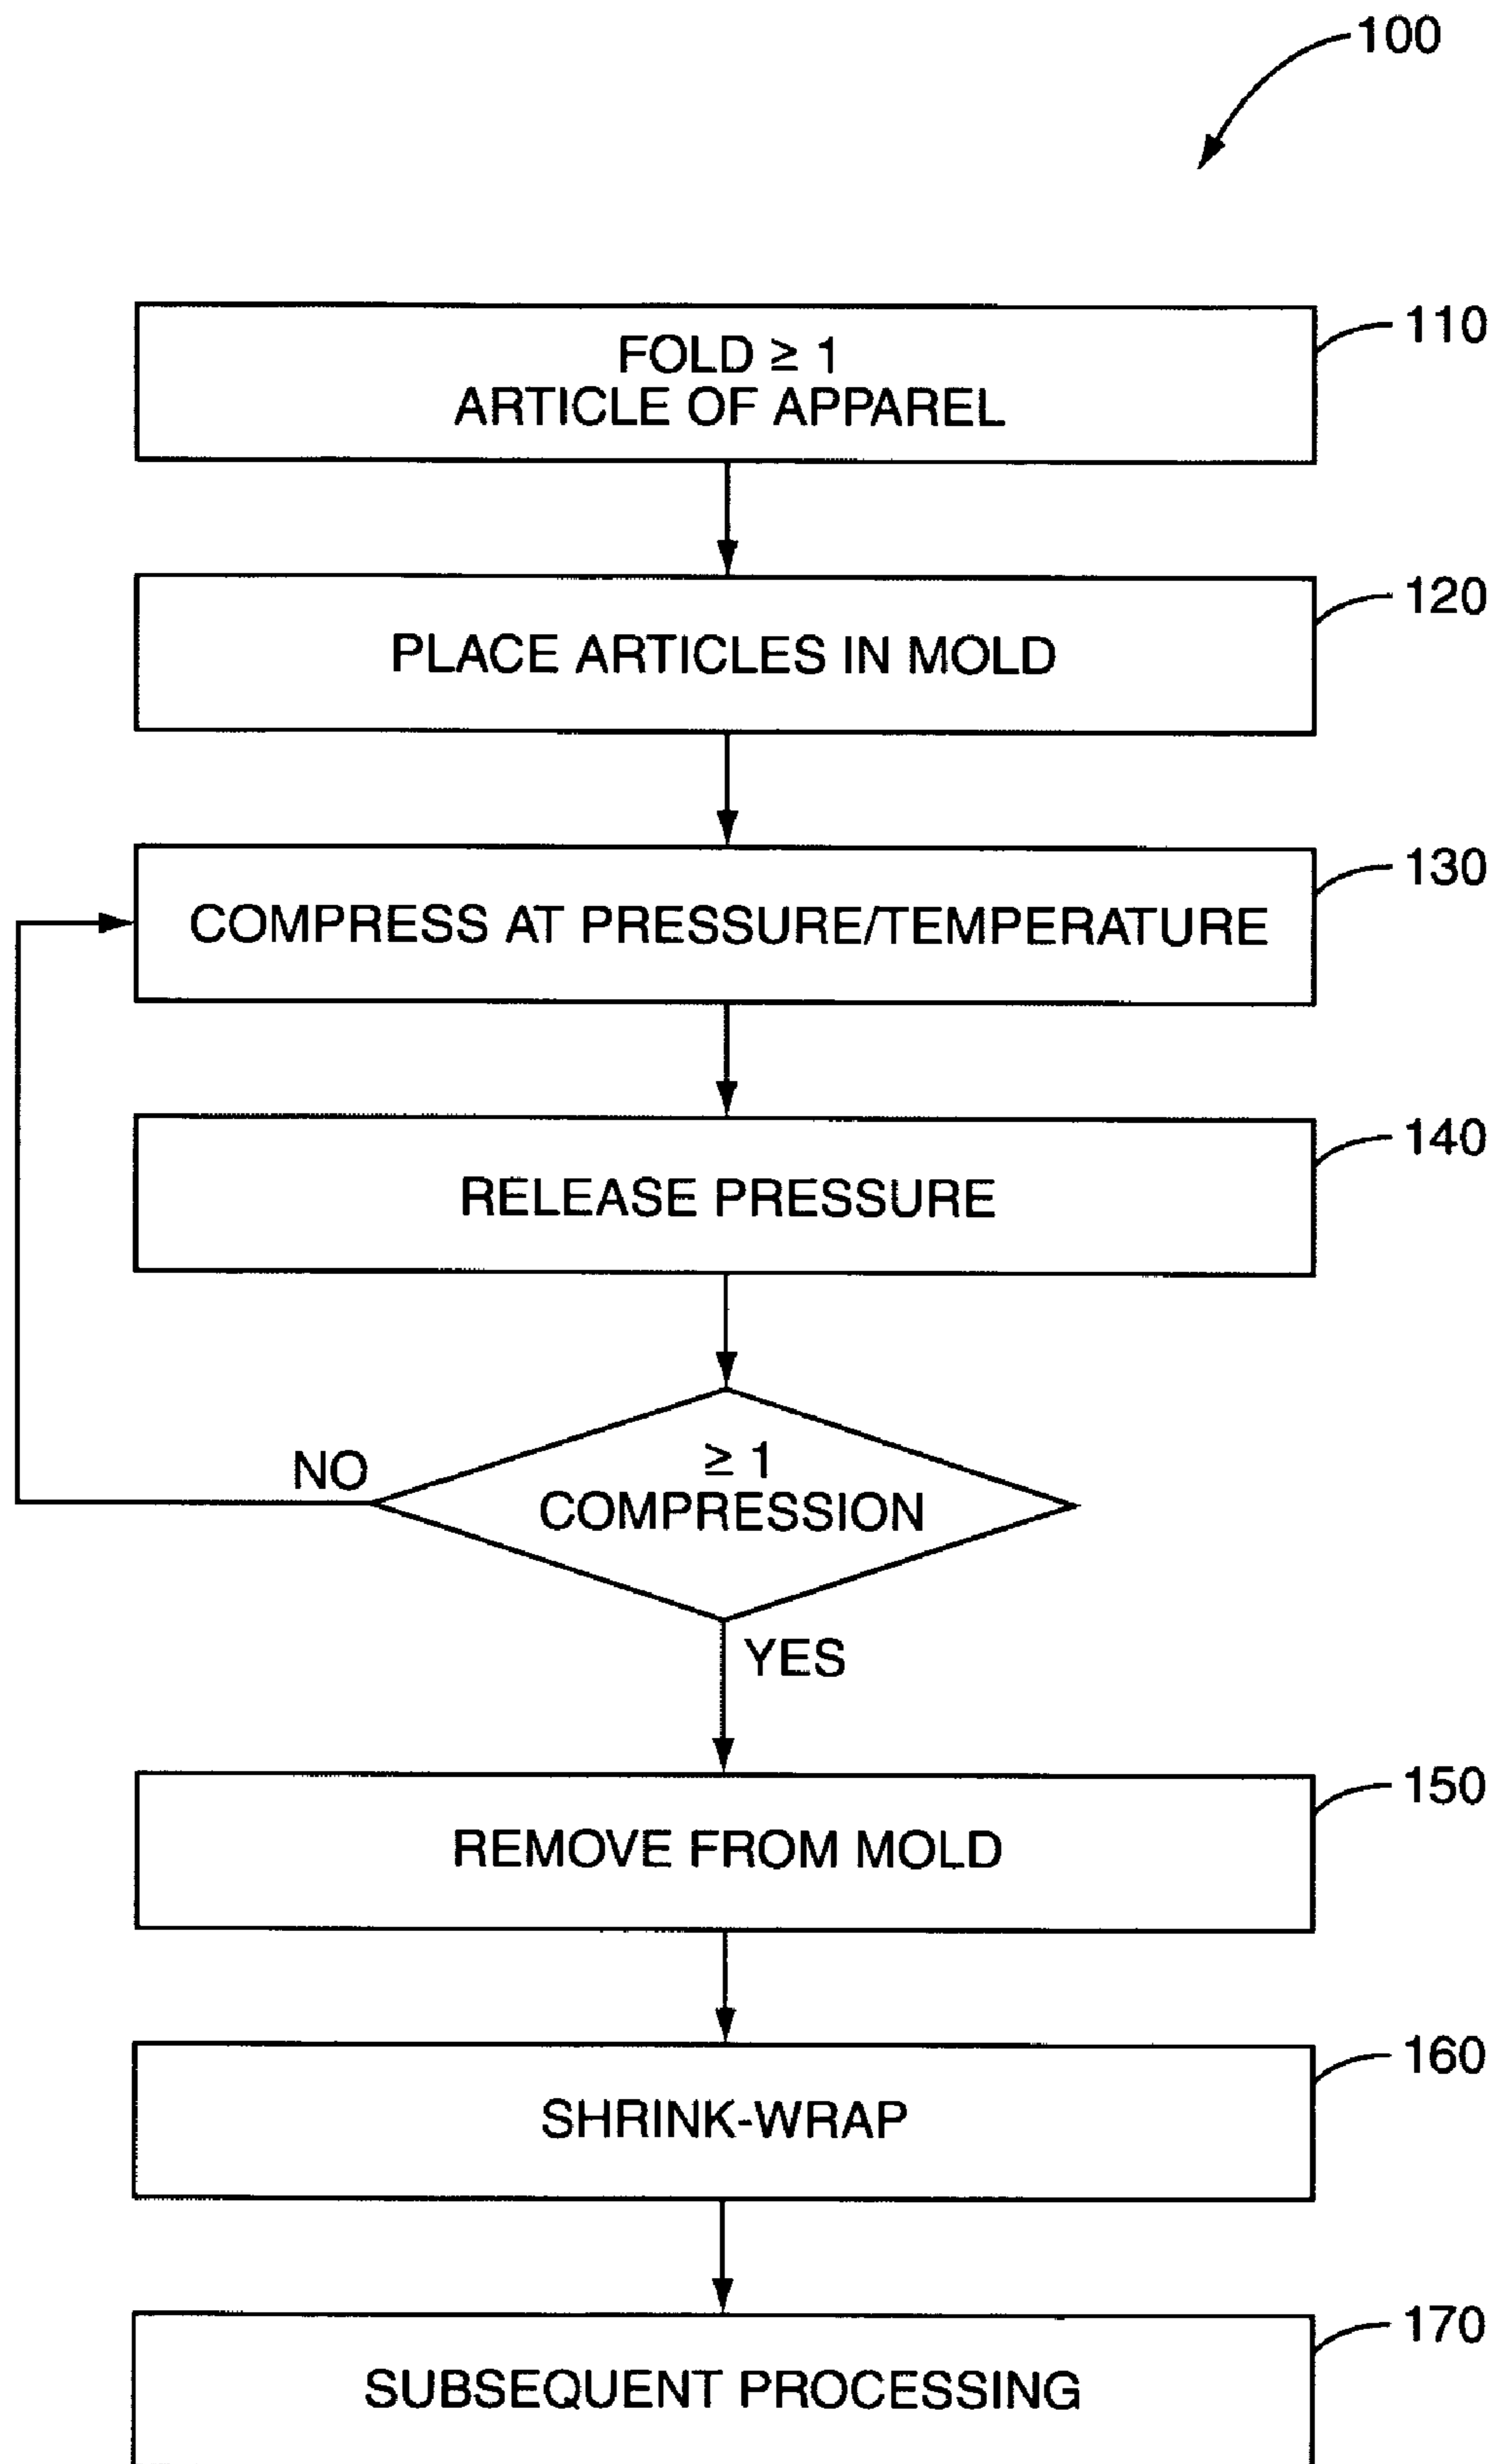 100
FOLD ≥ 1
ARTICLE OF APPAREL
110
PLACE ARTICLES IN MOLD
120
COMPRESS AT PRESSURE/TEMPERATURE
130
RELEASE PRESSURE
140
≥ 1
COMPRESSION
NO
YES
REMOVE FROM MOLD
150
SHRINK-WRAP
160
SUBSEQUENT PROCESSING
170